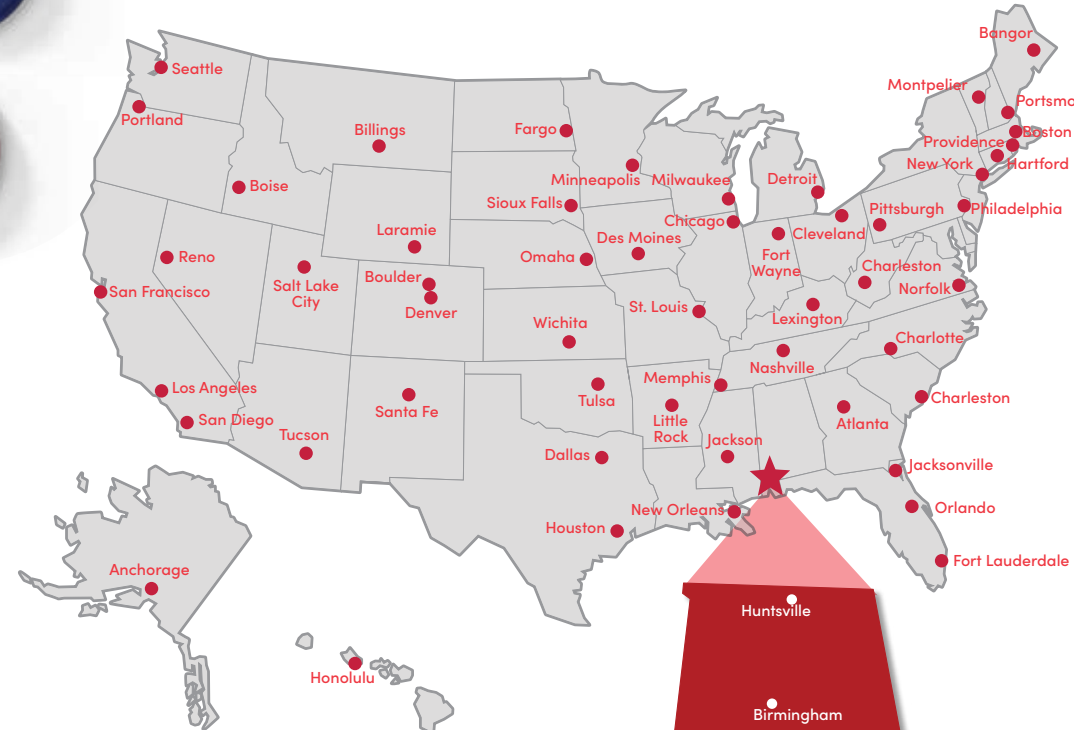 Bangor
Seattle
Montpelier
Portsmo
Portland
Billings
Fargo
Boston
Providence
New York
Hartford
Minneapolis
Milwaukee
Detroit
Boise
Sioux Falls
Pittsburgh
Philadelphia
Chicago
Cleveland
Laramie
Des Moines
Reno
Omaha
Fort
Wayne
Charleston
Boulder
Salt Lake
City
Norfolk
San Francisco
Denver
St. Louis
Lexington
Wichita
Charlotte
Nashville
Memphis
Los Angeles
Tulsa
Charleston
Santa Fe
San Diego
Little
Rock
Atlanta
Tucson
Jackson
Dallas
Jacksonville
New Orleans
Orlando
Houston
Fort Lauderdale
Anchorage
Huntsville
Honolulu
Birmingham